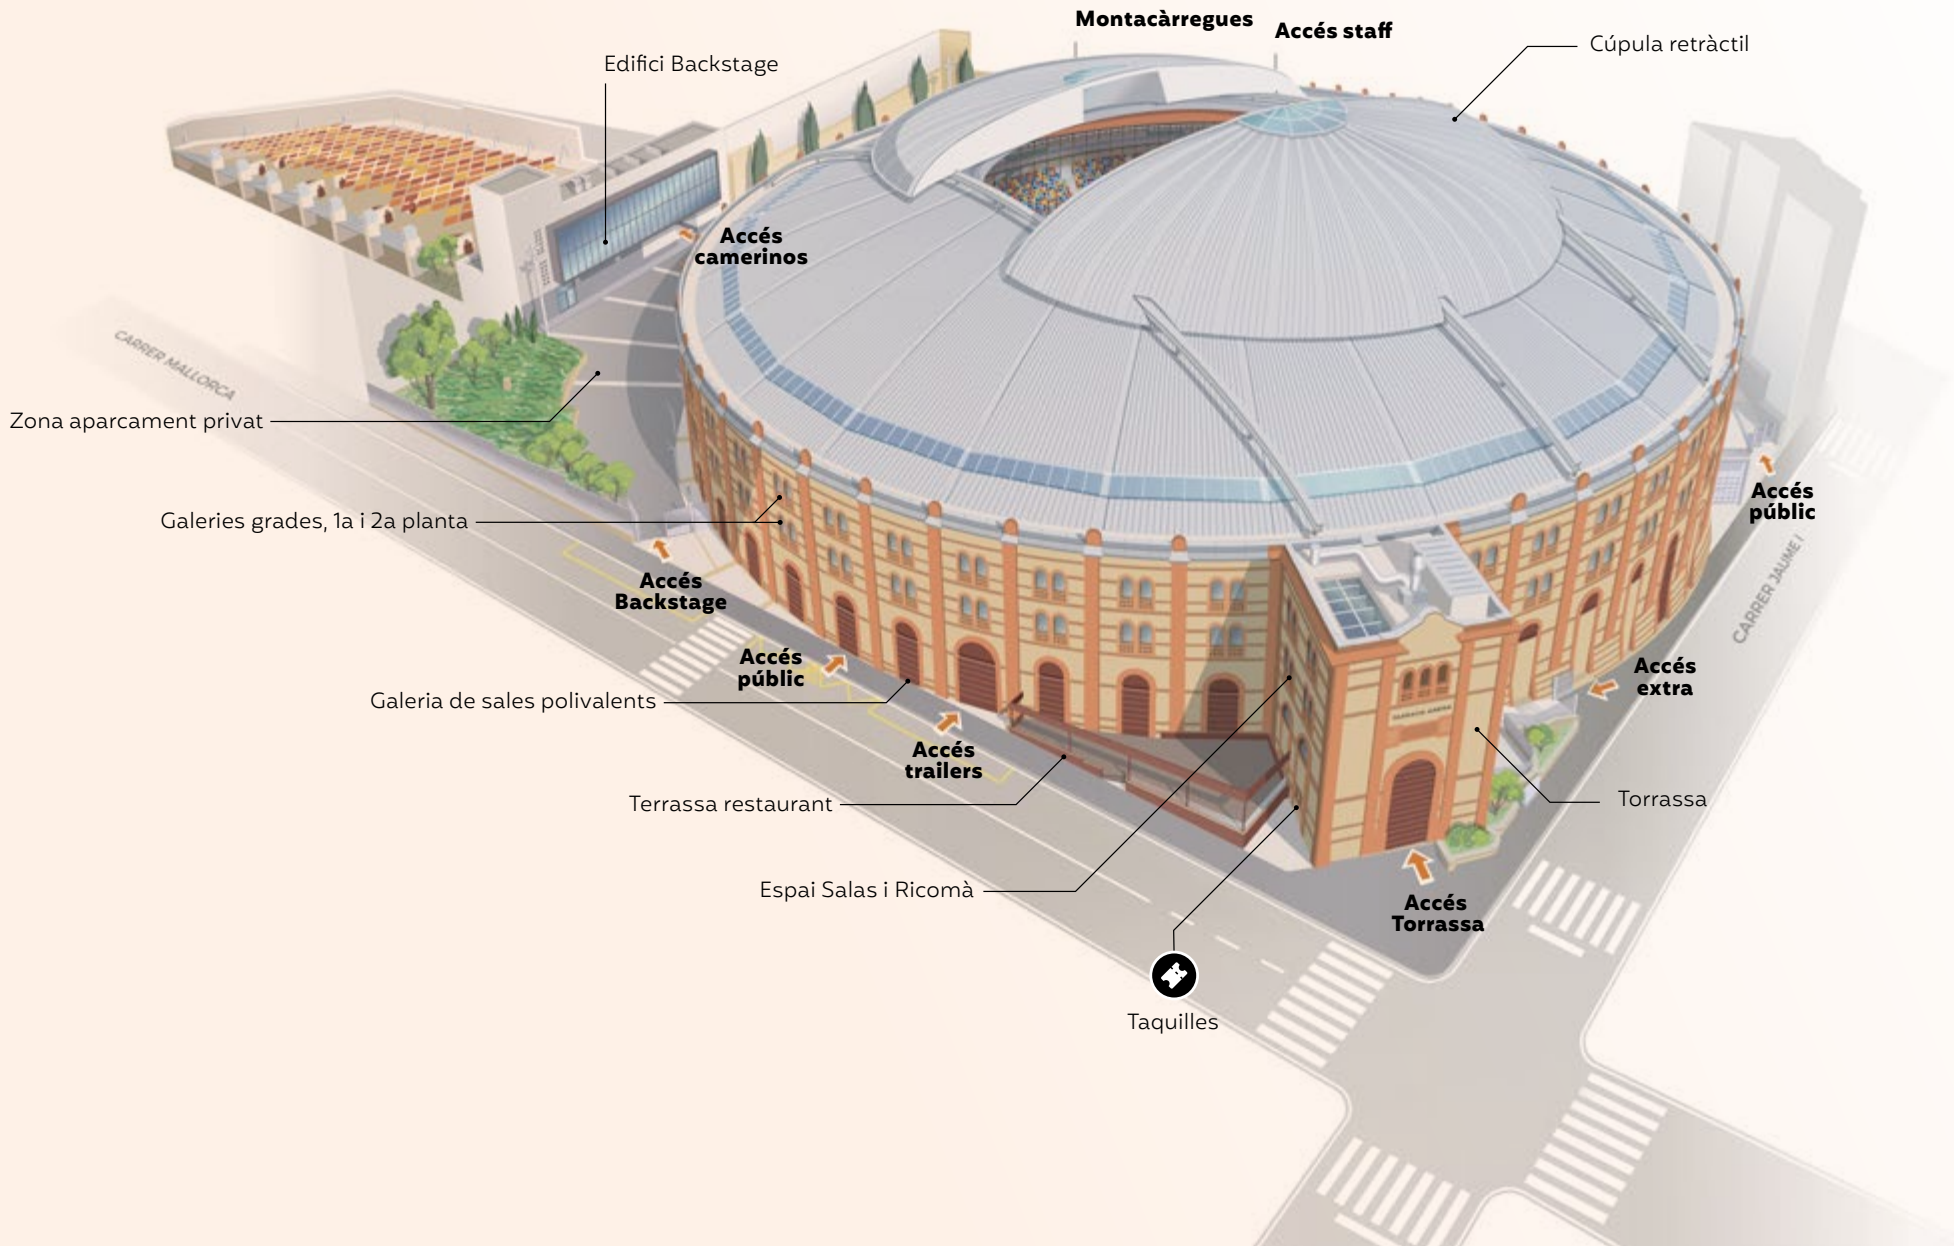 Montacàrregues
Accés staff
Cúpula retràctil
Edifici Backstage
Accés
camerinos
CARRER MALLORCA
Zona aparcament privat
Accés
públic
Galeries grades, 1a i 2a planta
CARRER JAUME I
Accés
Backstage
Accés
públic
Accés
extra
Galeria de sales polivalents
TARRACO ARENA
Accés
trailers
Terrassa restaurant
Torrassa
Espai Salas i Ricomà
Accés
Torrassa
Taquilles